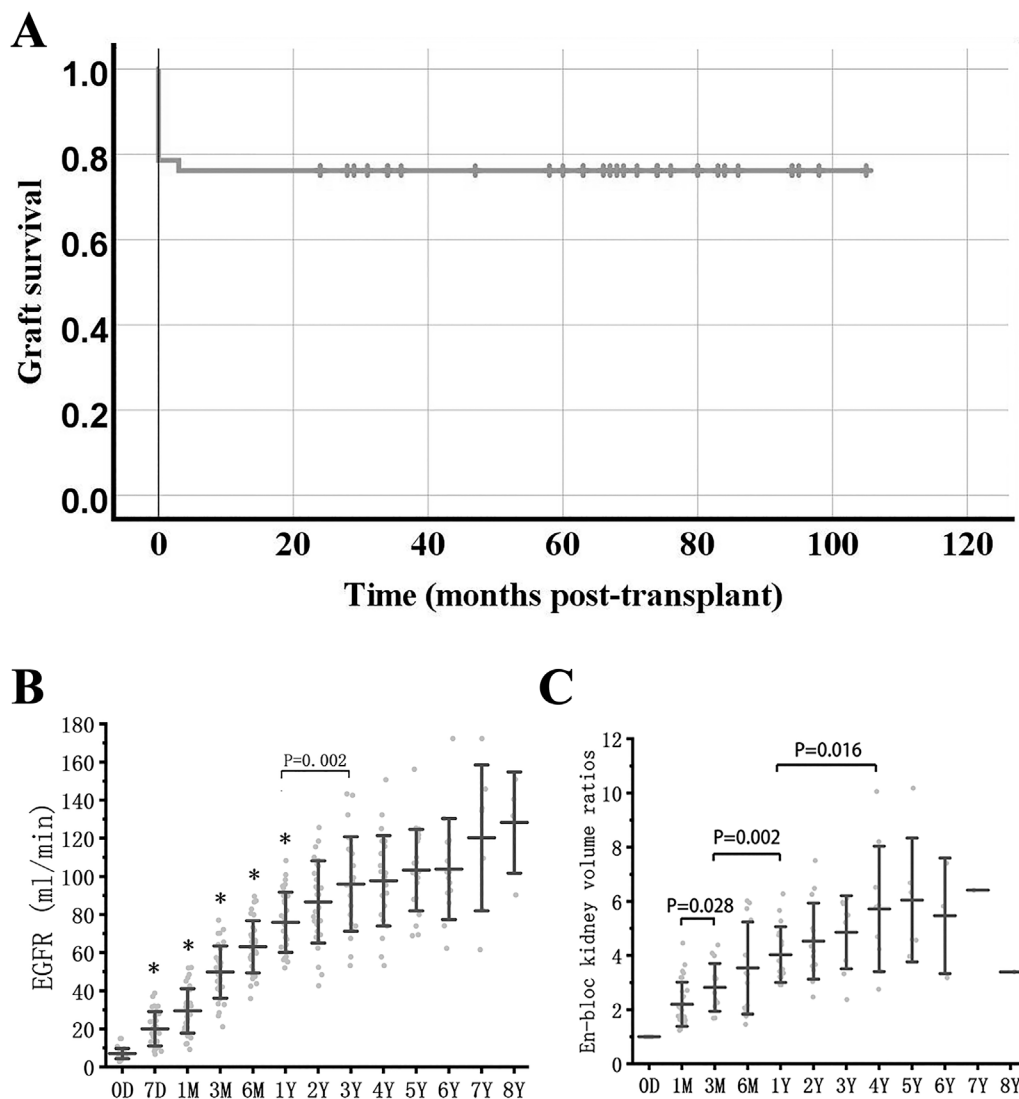 A
Graft survival
1.0
0.8
0.6
0.4
0.2
0.0
0 20 40 60 80 100 120
Time (months post-transplant)
B
EGFR (ml/min)
180
160
140
120
100
80
60
40
20
0
P=0.002
* * * * *
0D 7D 1M 3M 6M 1Y 2Y 3Y 4Y 5Y 6Y 7Y 8Y
C
En-bloc kidney volume ratios
12
10
8
6
4
2
0
P=0.016
P=0.002
P=0.028
0D 1M 3M 6M 1Y 2Y 3Y 4Y 5Y 6Y 7Y 8Y